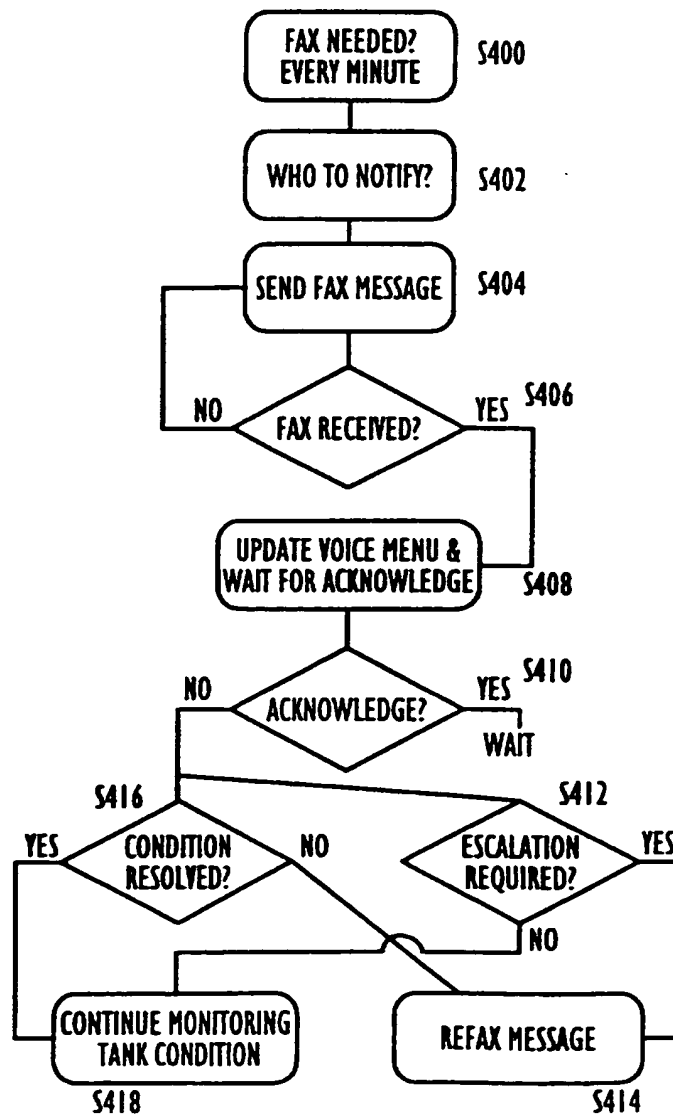 FAX NEEDED?
EVERY MINUTE
S400
WHO TO NOTIFY?
S402
SEND FAX MESSAGE
S404
S406
NO
FAX RECEIVED?
YES
UPDATE VOICE MENU &
WAIT FOR ACKNOWLEDGE
S408
S410
NO
ACKNOWLEDGE?
YES
WAIT
S416
S412
YES
CONDITION
RESOLVED?
NO
ESCALATION
REQUIRED?
YES
NO
CONTINUE MONITORING
TANK CONDITION
REFAX MESSAGE
S418
S414